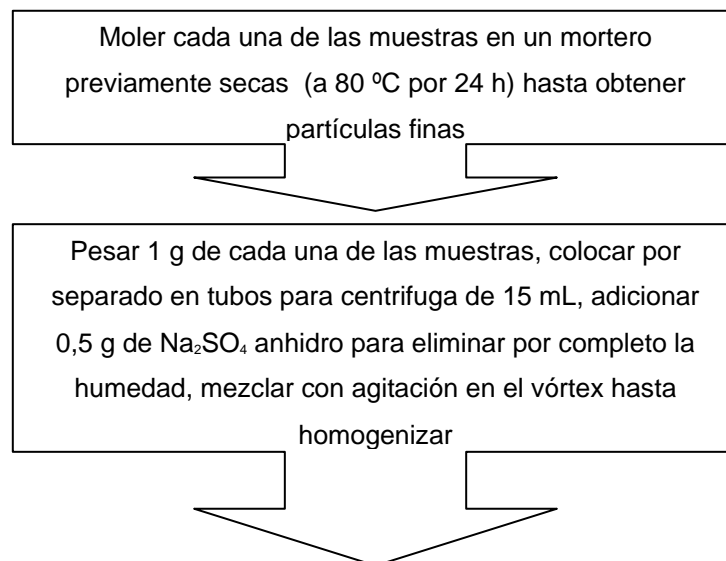 Moler cada una de las muestras en un mortero
previamente secas (a 80 ºC por 24 h) hasta obtener
partículas finas
Pesar 1 g de cada una de las muestras, colocar por
separado en tubos para centrifuga de 15 mL, adicionar
0,5 g de Na₂SO₄ anhidro para eliminar por completo la
humedad, mezclar con agitación en el vórtex hasta
homogenizar